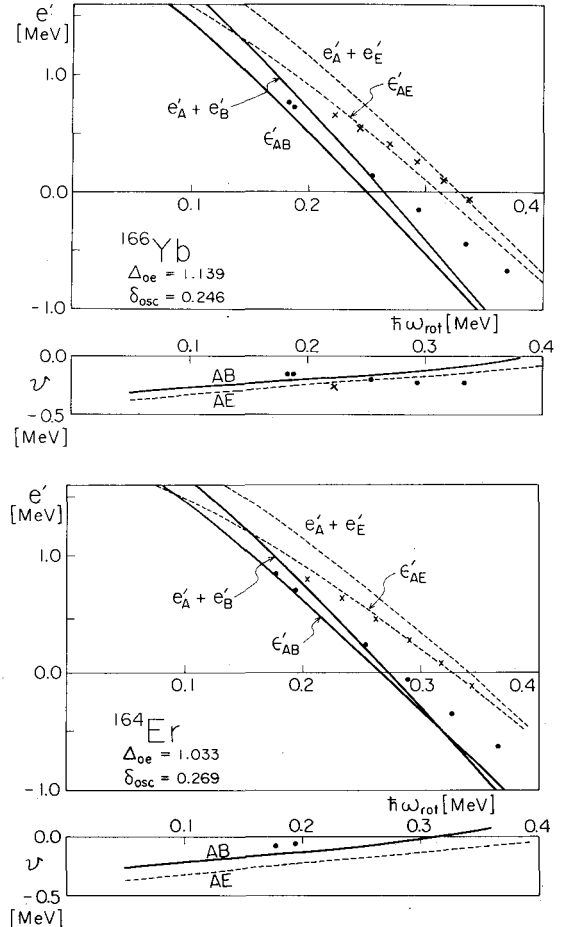 e′
[MeV]
1.0
0.0
-1.0
e′A + e′E
ϵ′AE
e′A + e′B
ϵ′AB
0.1
0.2
0.3
0.4
¹⁶⁶Yb
Δoe = 1.139
δosc = 0.246
ħωrot [MeV]
0.1
0.2
0.3
0.4
0.0
AB
AE
υ
-0.5
[MeV]
e′
[MeV]
1.0
0.0
-1.0
e′A + e′E
ϵ′AE
e′A + e′B
ϵ′AB
0.1
0.2
0.3
0.4
¹⁶⁴Er
Δoe = 1.033
δosc = 0.269
ħωrot [MeV]
0.1
0.2
0.3
0.4
0.0
AB
AE
υ
-0.5
[MeV]